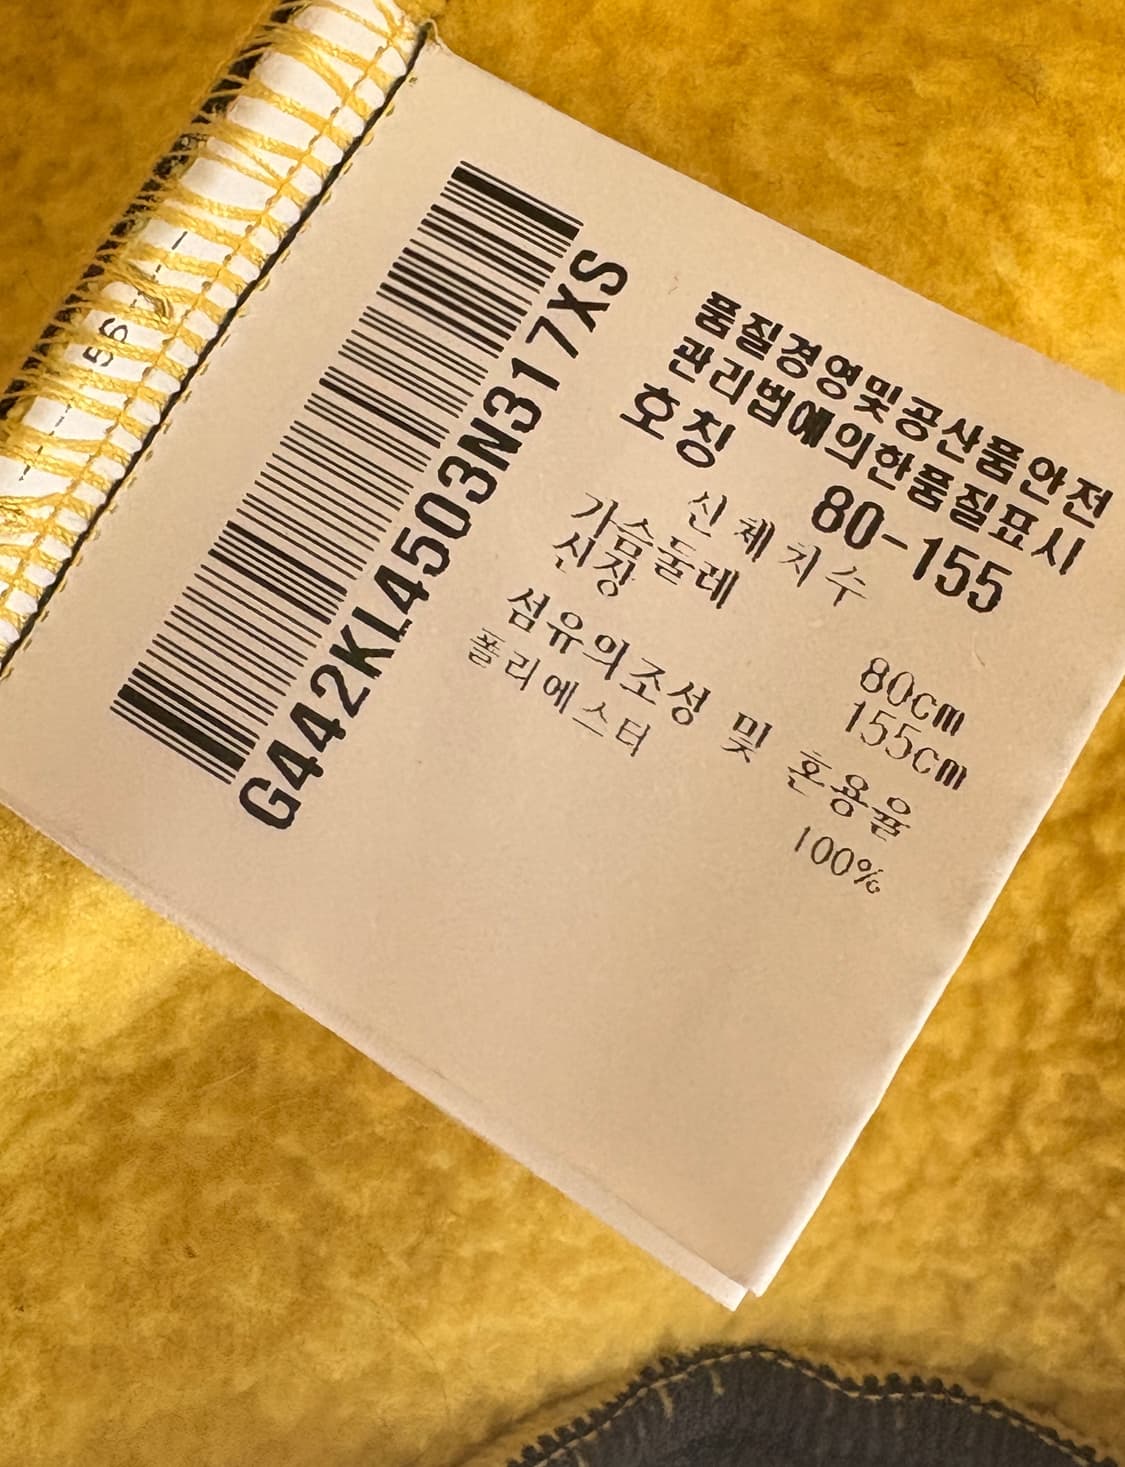 G442KL4503N317XS
품질경영및공산품안전
관리법에의한품질표시
호칭 80-155
신체치수
가슴둘레 80cm
신장 155cm
섬유의조성 및 혼용율
폴리에스터 100%
56